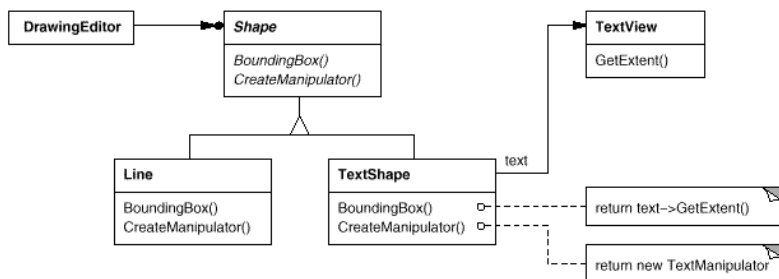 DrawingEditor
Shape
BoundingBox()
CreateManipulator()
TextView
GetExtent()
Line
BoundingBox()
CreateManipulator()
TextShape
BoundingBox()
CreateManipulator()
text
return text->GetExtent()
return new TextManipulator